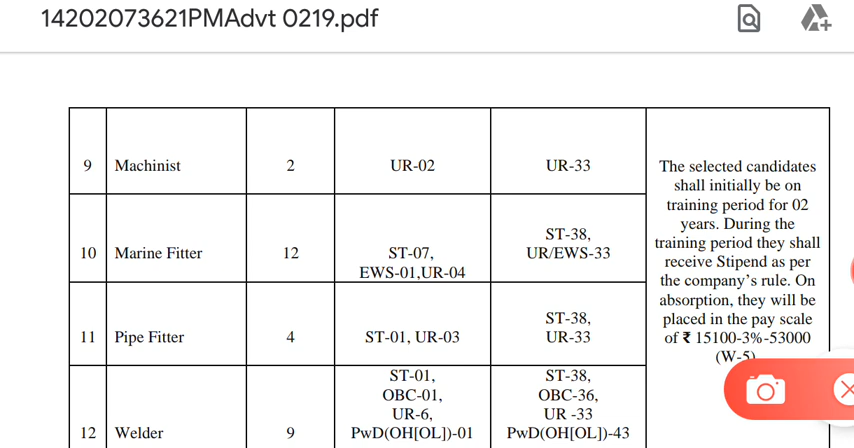 14202073621PMAdvt 0219.pdf
9 Machinist 2 UR-02 UR-33
10 Marine Fitter 12 ST-07,
EWS-01,UR-04 ST-38,
UR/EWS-33
11 Pipe Fitter 4 ST-01, UR-03 ST-38,
UR-33
12 Welder 9 ST-01,
OBC-01,
UR-6,
PwD(OH[OL])-01 ST-38,
OBC-36,
UR -33
PwD(OH[OL])-43
The selected candidates
shall initially be on
training period for 02
years. During the
training period they shall
receive Stipend as per
the company's rule. On
absorption, they will be
placed in the pay scale
of ₹ 15100-3%-53000
(W-5)